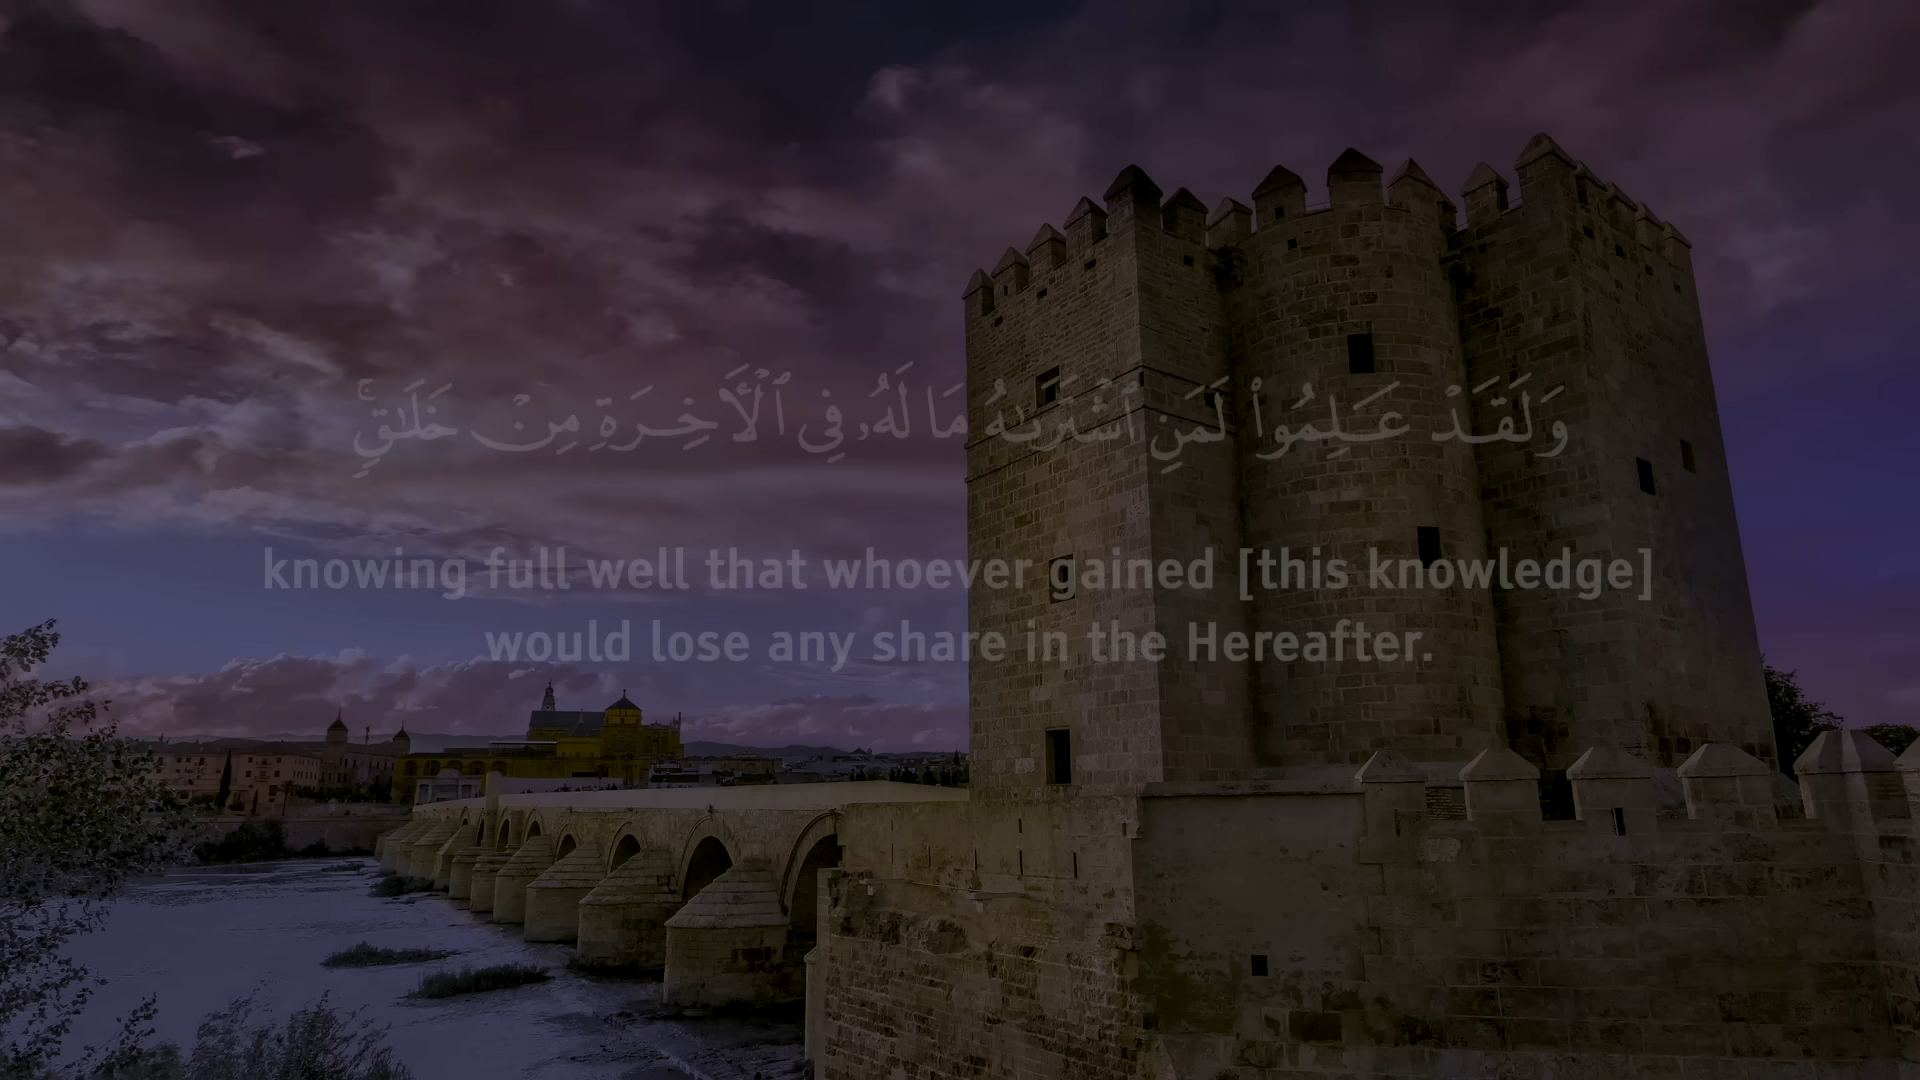 وَلَقَدْ عَلِمُوا۟ لَمَنِ ٱشْتَرَىٰهُ مَا لَهُۥ فِى ٱلْـَٔاخِرَةِ مِنْ خَلَـٰقٍۢ ۚ
knowing full well that whoever gained [this knowledge]
would lose any share in the Hereafter.